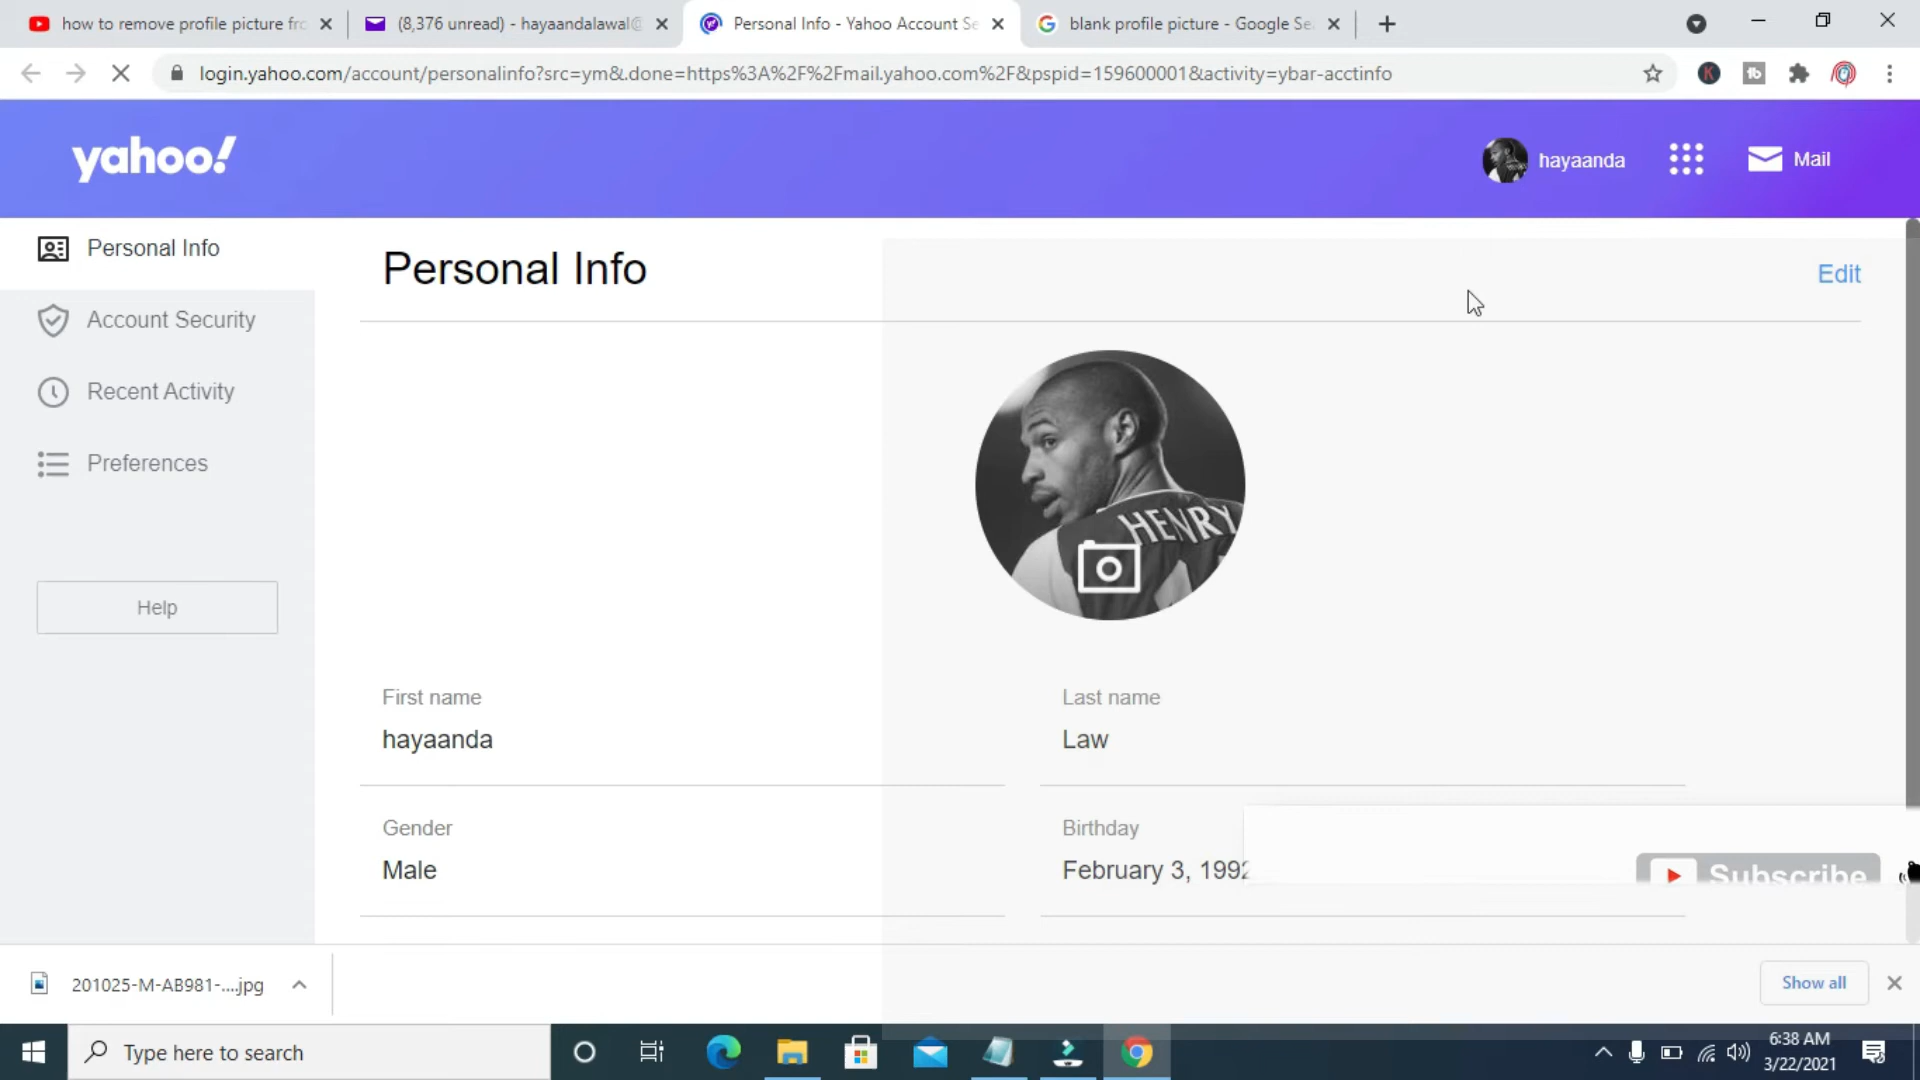 how to remove profile picture fro
(8,376 unread) - hayaandalawal@
Personal Info - Yahoo Account Se
blank profile picture - Google Se
login.yahoo.com/account/personalinfo?src=ym&.done=https%3A%2F%2Fmail.yahoo.com%2F&pspid=159600001&activity=ybar-acctinfo
yahoo!
hayaanda
Mail
Personal Info
Account Security
Recent Activity
Preferences
Help
Personal Info
Edit
HENRY
First name
hayaanda
Last name
Law
Gender
Male
Birthday
February 3, 1992
Subscribe
201025-M-AB981-....jpg
Show all
Type here to search
6:38 AM
3/22/2021